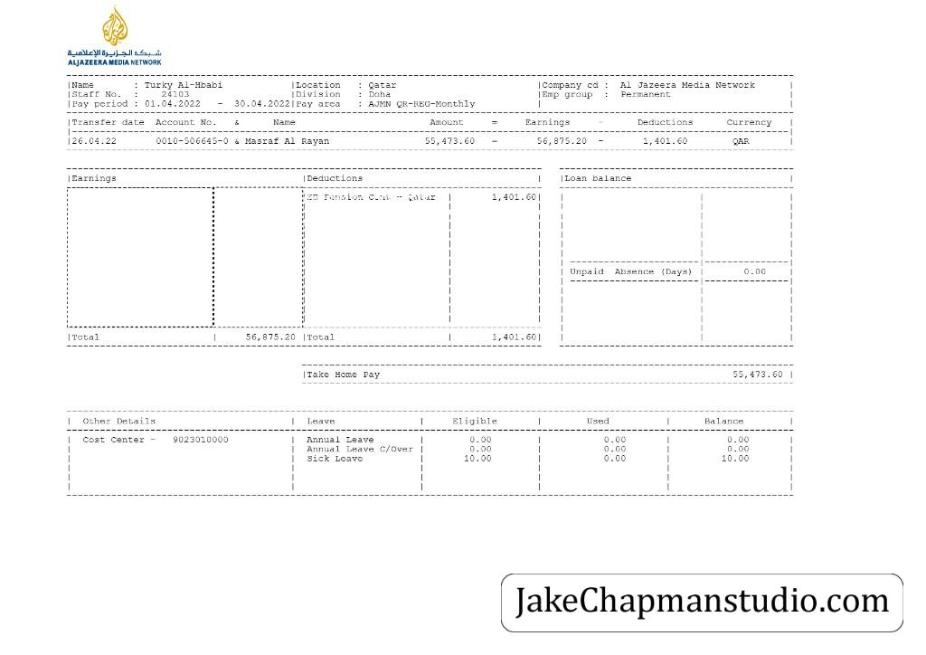 شبكة الجزيرة الإعلامية
ALJAZEERA MEDIA NETWORK
|Name : Turky Al-Hbabi |Location : Qatar |Company cd : Al Jazeera Media Network |
|Staff No. : 24103 |Division : Doha |Emp group : Permanent |
|Pay period : 01.04.2022 - 30.04.2022|Pay area : AJMN QR-REG-Monthly | |
|Transfer date Account No. & Name Amount = Earnings - Deductions Currency |
|26.04.22 0010-506645-0 & Masraf Al Rayan 55,473.60 = 56,875.20 - 1,401.60 QAR |
|Earnings |Deductions | |Loan balance |
Qatar | 1,401.60|
| Unpaid Absence (Days) | 0.00 |
|Total | 56,875.20 |Total | 1,401.60|
|Take Home Pay 55,473.60 |
| Other Details | Leave | Eligible | Used | Balance |
| Cost Center - 9023010000 | Annual Leave | 0.00 | 0.00 | 0.00 |
| | Annual Leave C/Over | 0.00 | 0.00 | 0.00 |
| | Sick Leave | 10.00 | 0.00 | 10.00 |
JakeChapmanstudio.com